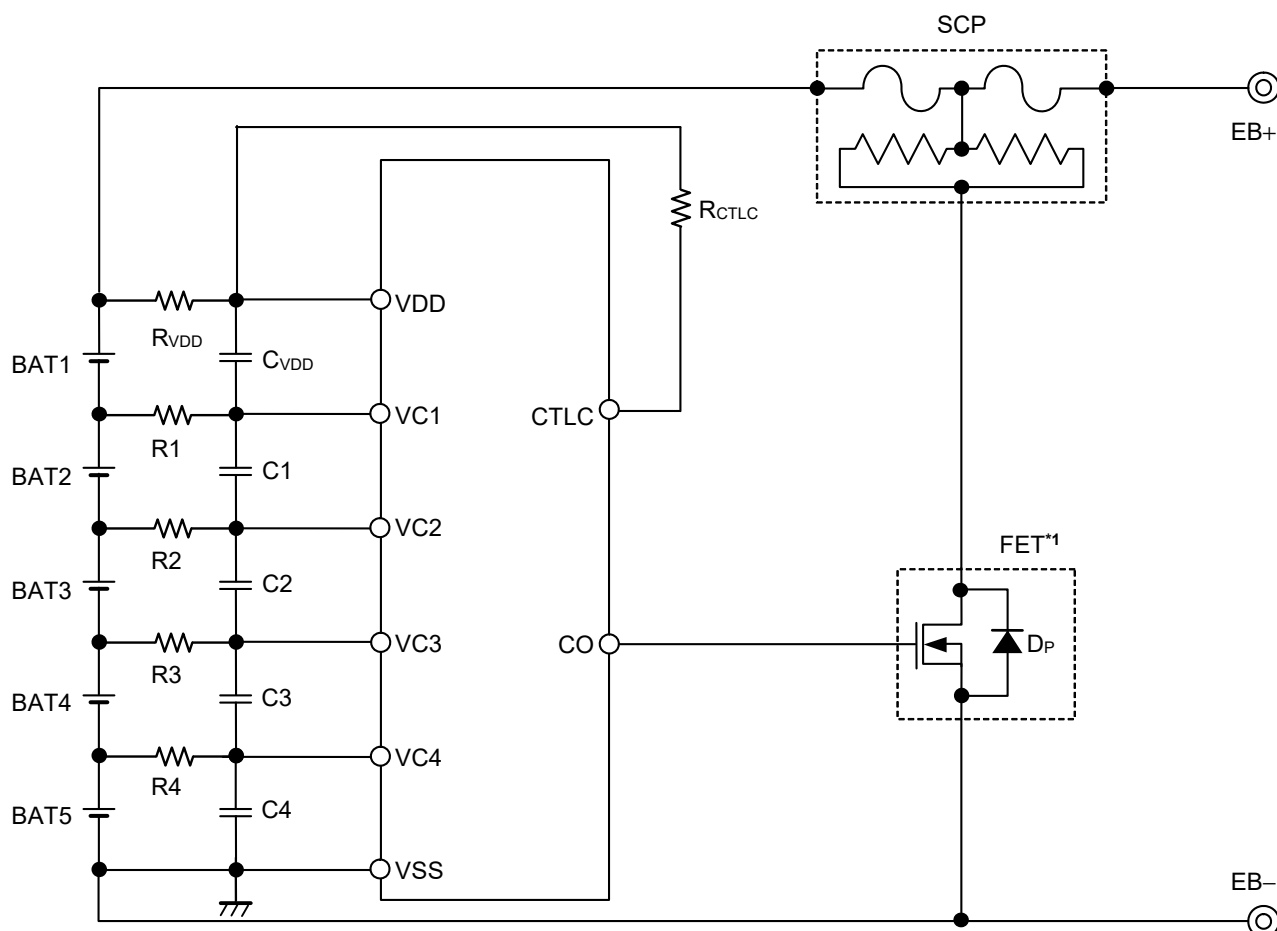 SCP
EB+
RCTLC
VDD
RVDD
BAT1
CVDD
VC1
CTLC
R1
BAT2
C1
VC2
R2
FET*1
BAT3
C2
VC3
CO
DP
R3
BAT4
C3
VC4
R4
BAT5
C4
VSS
EB−